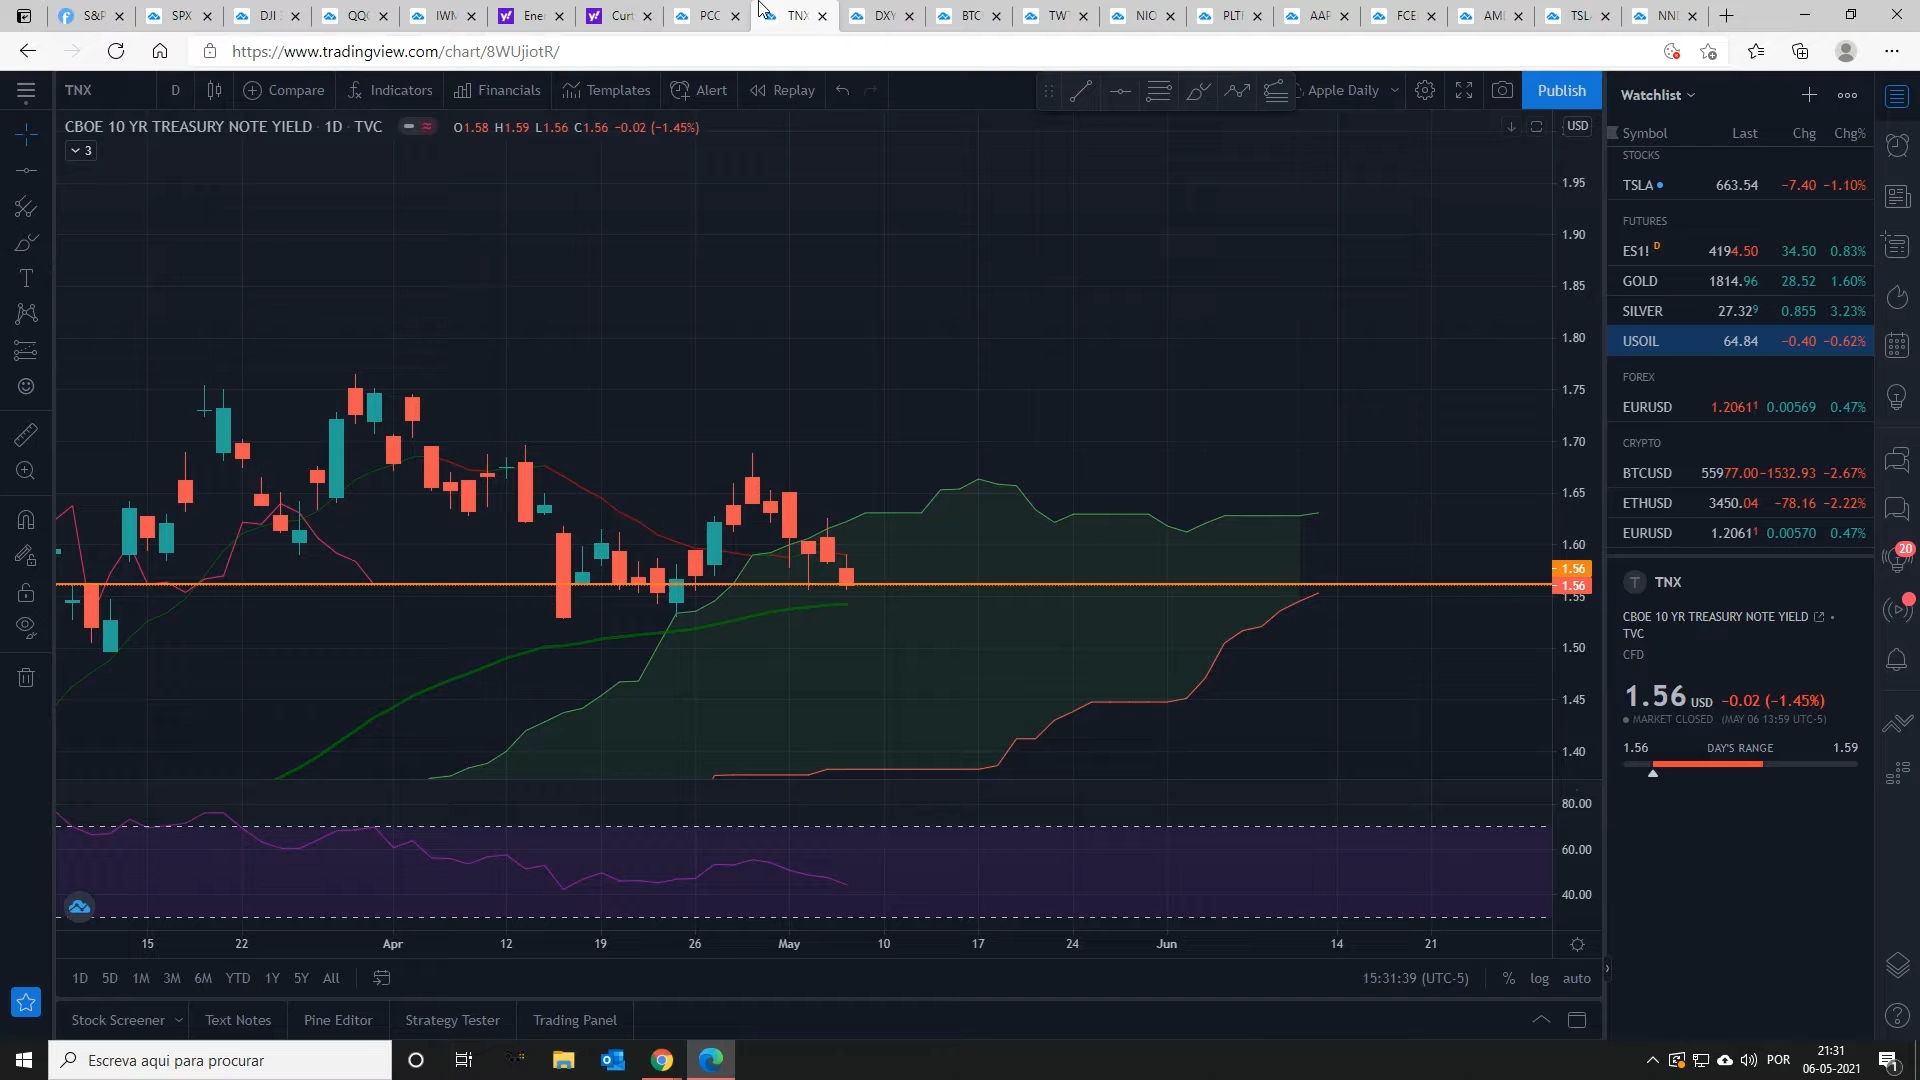 S&P
SPX
DJI
QQQ
IWM
Ene
Curt
PCC
TNX
DXY
BTC
TWT
NIO
PLTI
AAP
FCE
AMI
TSL
NNI
https://www.tradingview.com/chart/8WUjiotR/
TNX D Compare Indicators Financials Templates Alert Replay Apple Daily Publish
CBOE 10 YR TREASURY NOTE YIELD · 1D · TVC O1.58 H1.59 L1.56 C1.56 −0.02 (−1.45%)
3
USD
1.95
1.90
1.85
1.80
1.75
1.70
1.65
1.60
1.56
1.56
1.55
1.50
1.45
1.40
80.00
60.00
40.00
15 22 Apr 12 19 26 May 10 17 24 Jun 14 21
1D 5D 1M 3M 6M YTD 1Y 5Y All 15:31:39 (UTC-5) % log auto
Stock Screener Text Notes Pine Editor Strategy Tester Trading Panel
Watchlist
Symbol Last Chg Chg%
STOCKS
TSLA 663.54 −7.40 −1.10%
FUTURES
ES1! D 4194.50 34.50 0.83%
GOLD 1814.96 28.52 1.60%
SILVER 27.329 0.855 3.23%
USOIL 64.84 −0.40 −0.62%
FOREX
EURUSD 1.20611 0.00569 0.47%
CRYPTO
BTCUSD 55977.00 −1532.93 −2.67%
ETHUSD 3450.04 −78.16 −2.22%
EURUSD 1.20611 0.00570 0.47%
20
T TNX
CBOE 10 YR TREASURY NOTE YIELD ·
TVC
CFD
1.56 USD −0.02 (−1.45%)
MARKET CLOSED (MAY 06 13:59 UTC-5)
1.56 DAY'S RANGE 1.59
Escreva aqui para procurar
POR
21:31
06-05-2021
1